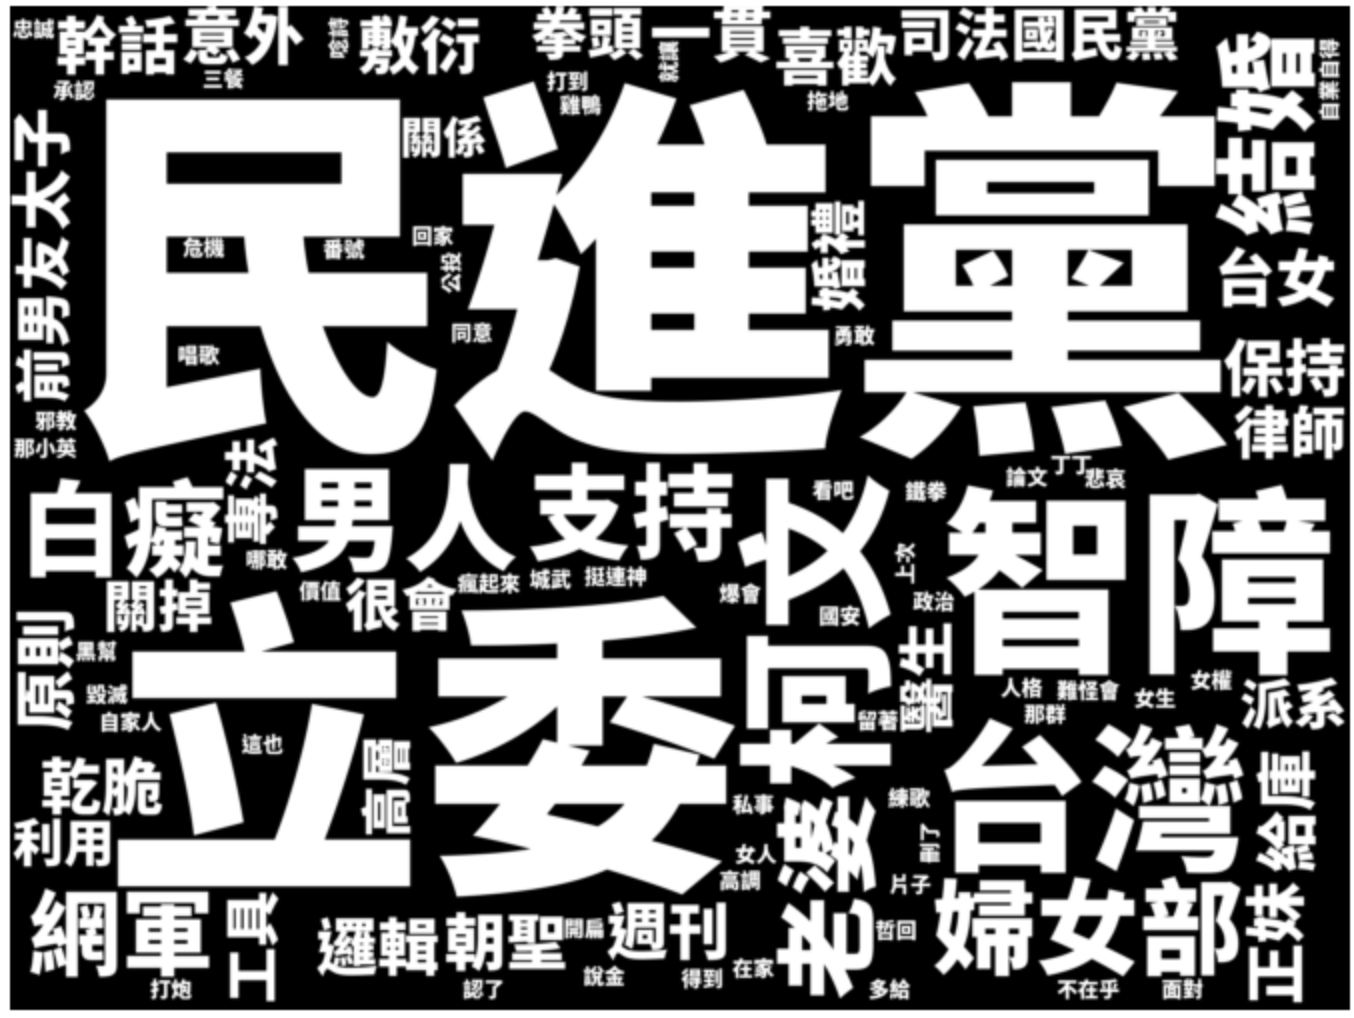 忠誠
幹話
意外
唸詩
敷衍
拳頭一貫
就議
喜歡
司法國民黨
結婚
自業自得
承認
三餐
打到
雞鴨
拖地
民進黨
關係
前男友太子
婚禮
台女
危機
番號
回家
公投
同意
勇敢
唱歌
保持
邪教
那小英
律師
白癡
專法
男人
支持
看吧
鐵拳
論文
丁丁
悲哀
柯文
智障
哪敢
關掉
價值
很會
瘋起來
城武
挺連神
爆會
國安
上次
政治
原則
黑幫
毀滅
自家人
立委
這也
高層
留著
醫生
人格
難怪會
那群
女生
女權
派系
乾脆
利用
私事
老婆
練歌
刪了
台灣
給庫
女人
高調
片子
網軍
工具
邏輯
朝聖
開扁
週刊
哲回
婦女部
正妹
打炮
認了
說金
得到
在家
多給
不在乎
面對